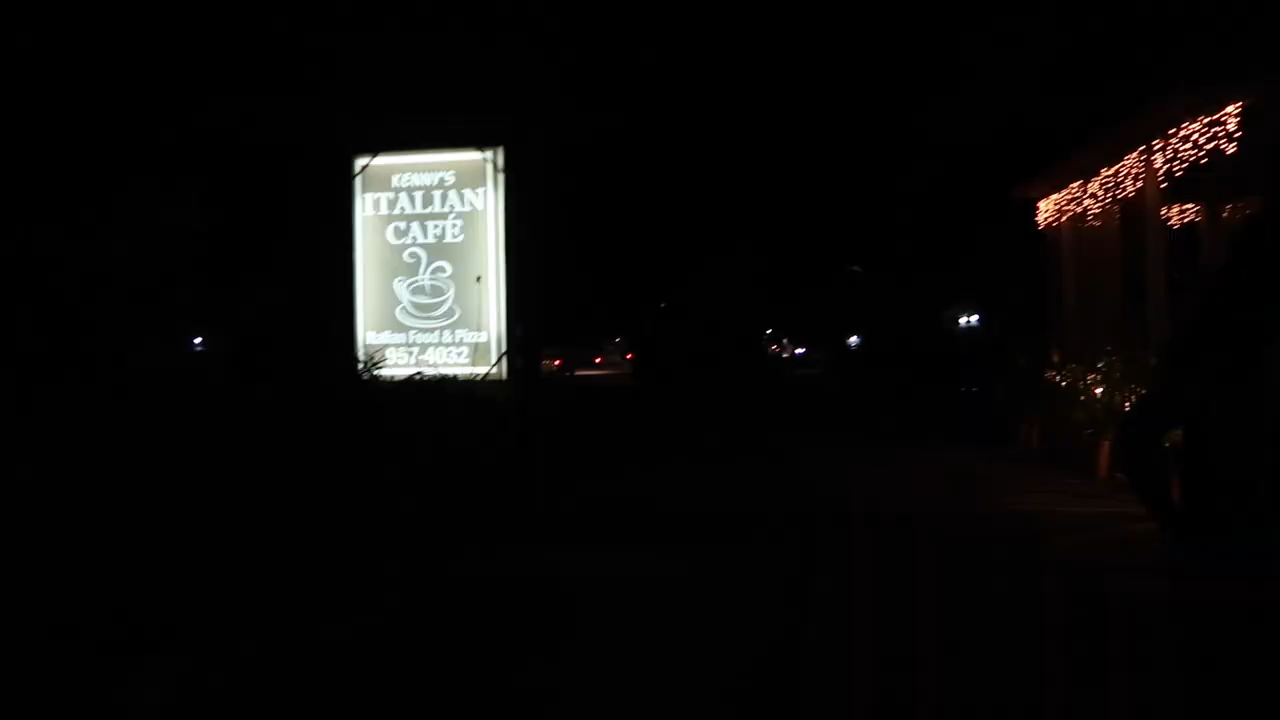 KENNY'S
ITALIAN
CAFÉ
Italian Food & Pizza
957-4032